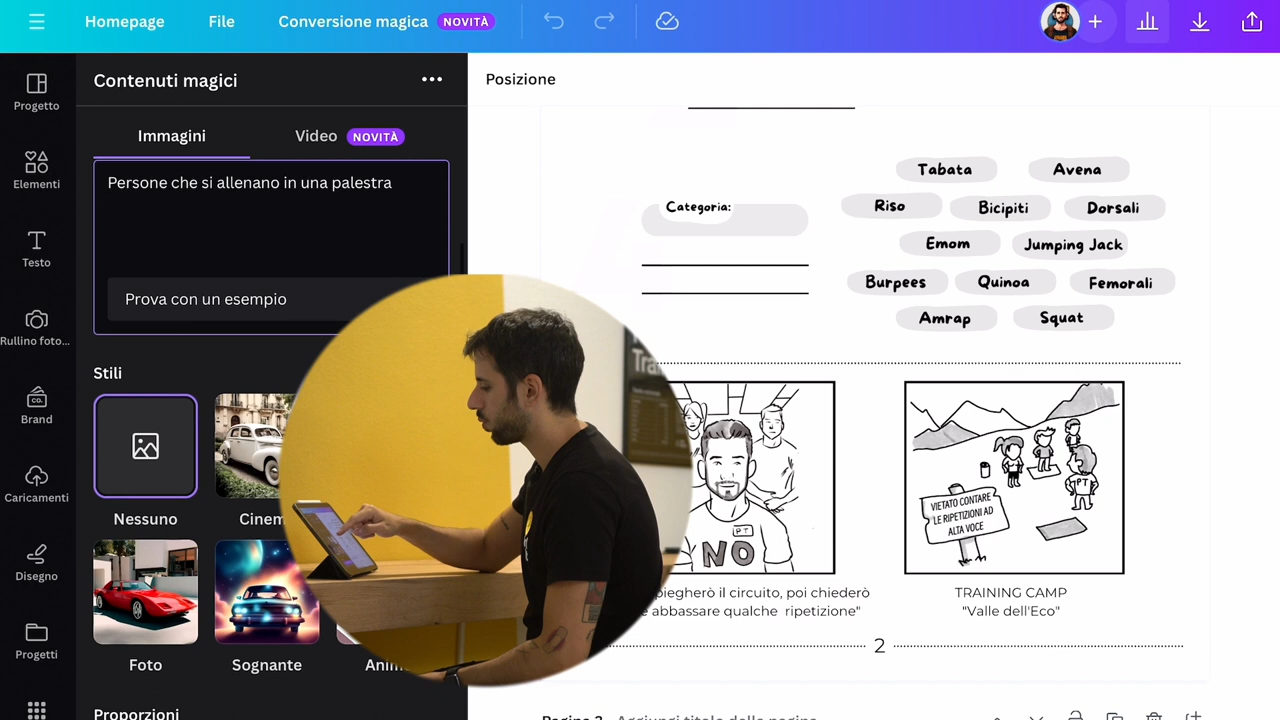 Homepage File Conversione magica NOVITÀ
Posizione
Progetto
Elementi
Testo
Rullino foto...
Brand
CO.
Caricamenti
Disegno
Progetti
Contenuti magici
Immagini Video NOVITÀ
Persone che si allenano in una palestra
Prova con un esempio
Stili
Nessuno
Foto Sognante
Proporzioni
Categoria:
Tabata Avena
Riso Bicipiti Dorsali
Emom Jumping Jack
Burpees Quinoa Femorali
Amrap Squat
PT
NO
piegherò il circuito, poi chiederò
abbassare qualche ripetizione"
VIETATO CONTARE
LE RIPETIZIONI AD
ALTA VOCE
PT
TRAINING CAMP
"Valle dell'Eco"
2